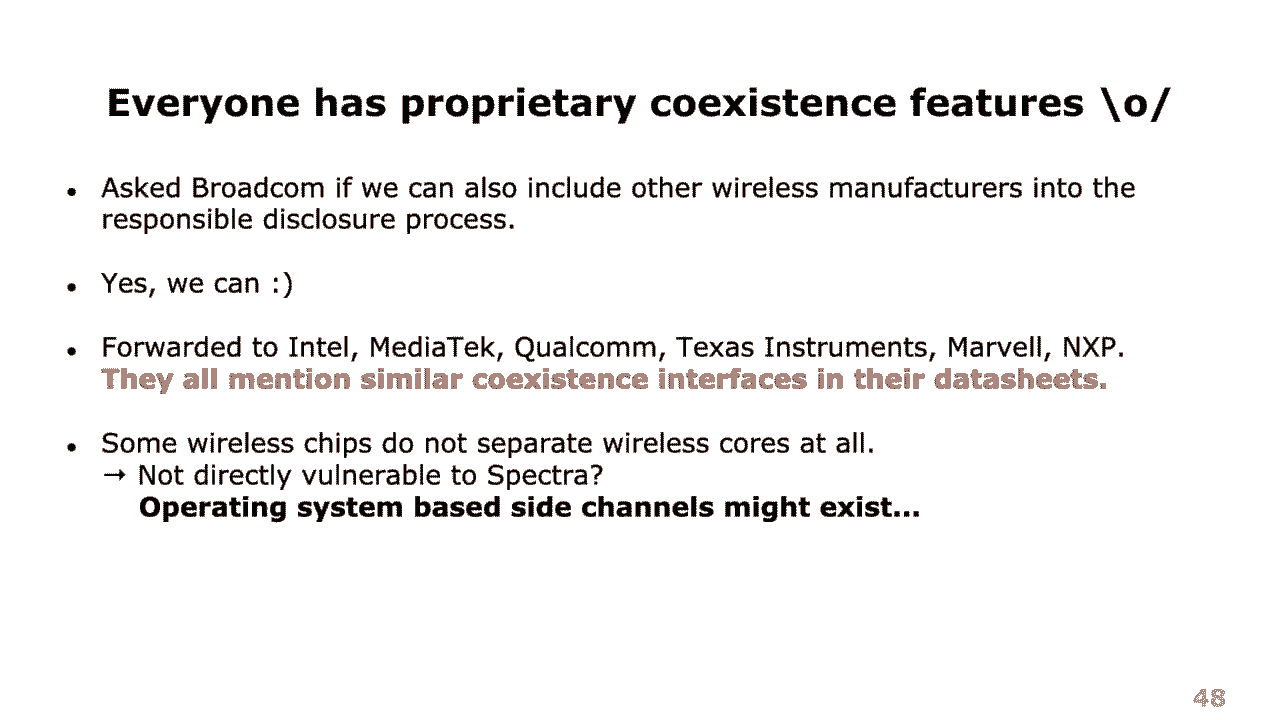 Everyone has proprietary coexistence features \o/
● Asked Broadcom if we can also include other wireless manufacturers into the
responsible disclosure process.
● Yes, we can :)
● Forwarded to Intel, MediaTek, Qualcomm, Texas Instruments, Marvell, NXP.
They all mention similar coexistence interfaces in their datasheets.
● Some wireless chips do not separate wireless cores at all.
→ Not directly vulnerable to Spectra?
Operating system based side channels might exist...
48